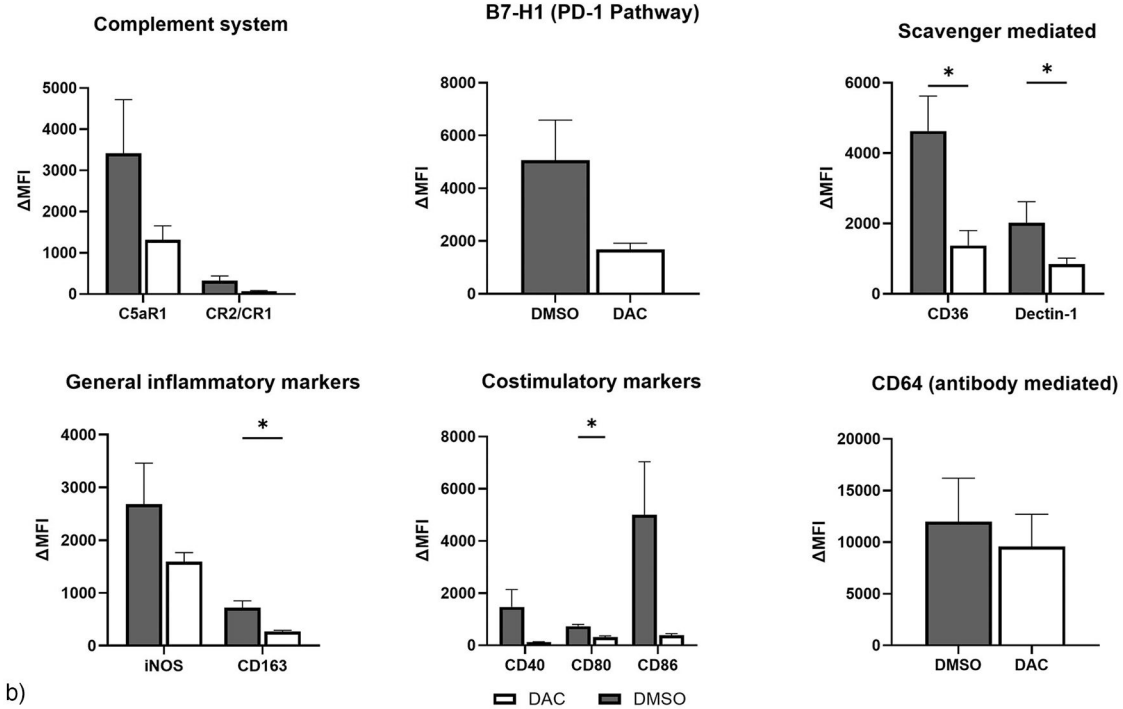 Complement system
5000
4000
3000
2000
1000
0
ΔMFI
C5aR1 CR2/CR1
B7-H1 (PD-1 Pathway)
8000
6000
4000
2000
0
ΔMFI
DMSO DAC
Scavenger mediated
* *
6000
4000
2000
0
ΔMFI
CD36 Dectin-1
General inflammatory markers
*
4000
3000
2000
1000
0
ΔMFI
iNOS CD163
Costimulatory markers
*
8000
6000
4000
2000
0
ΔMFI
CD40 CD80 CD86
CD64 (antibody mediated)
20000
15000
10000
5000
0
ΔMFI
DMSO DAC
b)
DAC DMSO